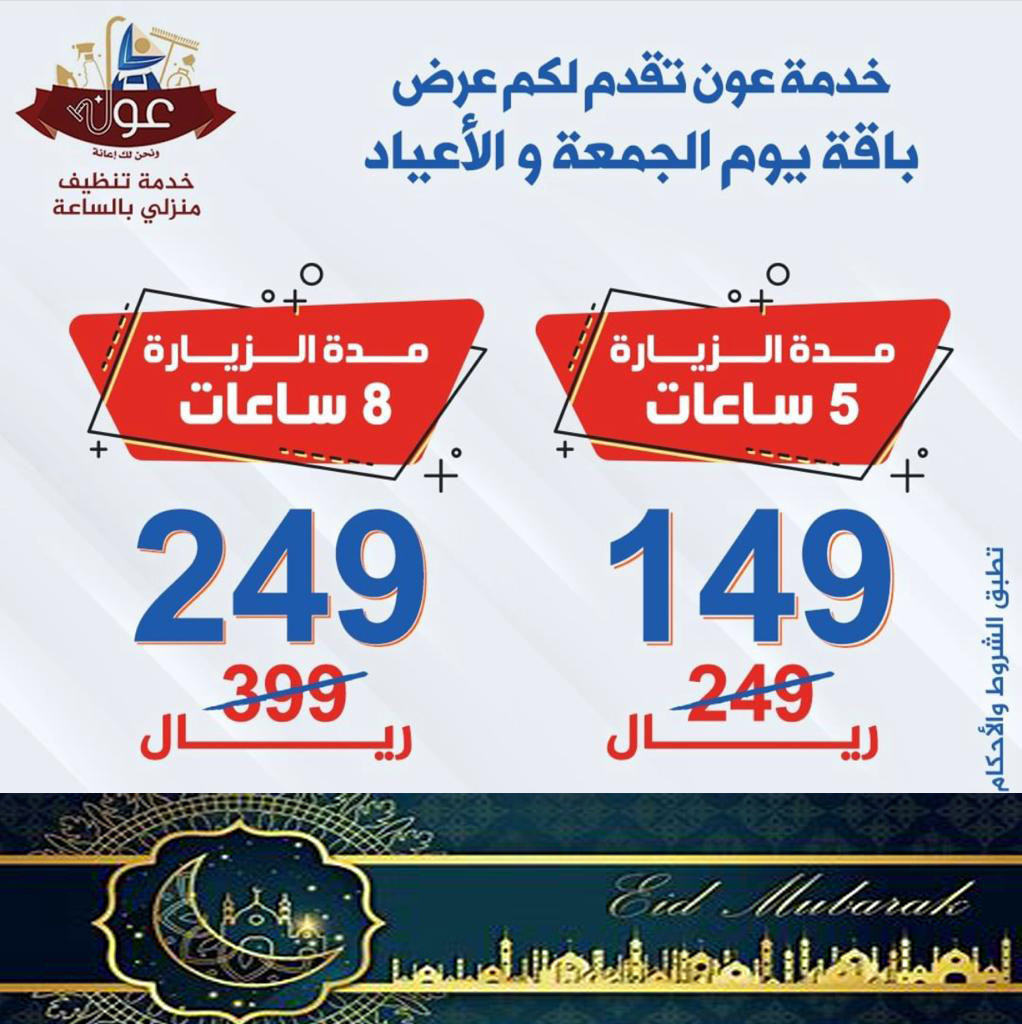 عون
ونحن لك إعانة
خدمة تنظيف
منزلي بالساعة
خدمة عون تقدم لكم عرض
باقة يوم الجمعة و الأعياد
مدة الزيارة
5 ساعات
149
249
ريال
مدة الزيارة
8 ساعات
249
399
ريال
تطبق الشروط والأحكام
Eid Mubarak